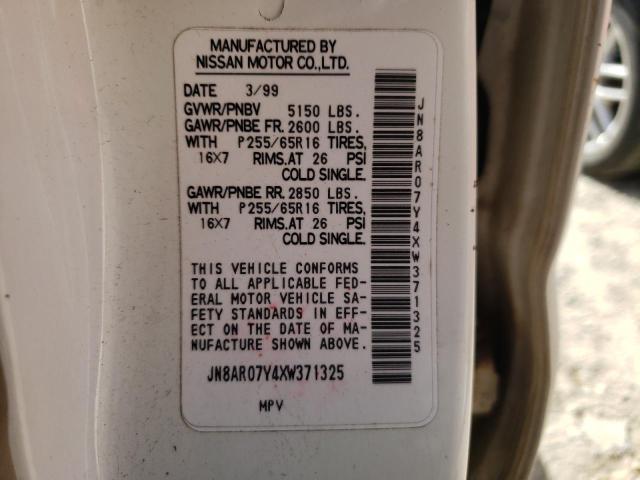 MANUFACTURED BY
NISSAN MOTOR CO.,LTD.
DATE 3/99
GVWR/PNBV 5150 LBS.
GAWR/PNBE FR. 2600 LBS.
WITH P255/65R16 TIRES,
16X7 RIMS.AT 26 PSI
COLD SINGLE.
GAWR/PNBE RR. 2850 LBS.
WITH P255/65R16 TIRES,
16X7 RIMS.AT 26 PSI
COLD SINGLE.
THIS VEHICLE CONFORMS
TO ALL APPLICABLE FED-
ERAL MOTOR VEHICLE SA-
FETY STANDARDS IN EFF-
ECT ON THE DATE OF MA-
NUFACTURE SHOWN ABOVE.
JN8AR07Y4XW371325
MPV
JN8AR07Y4XW371325